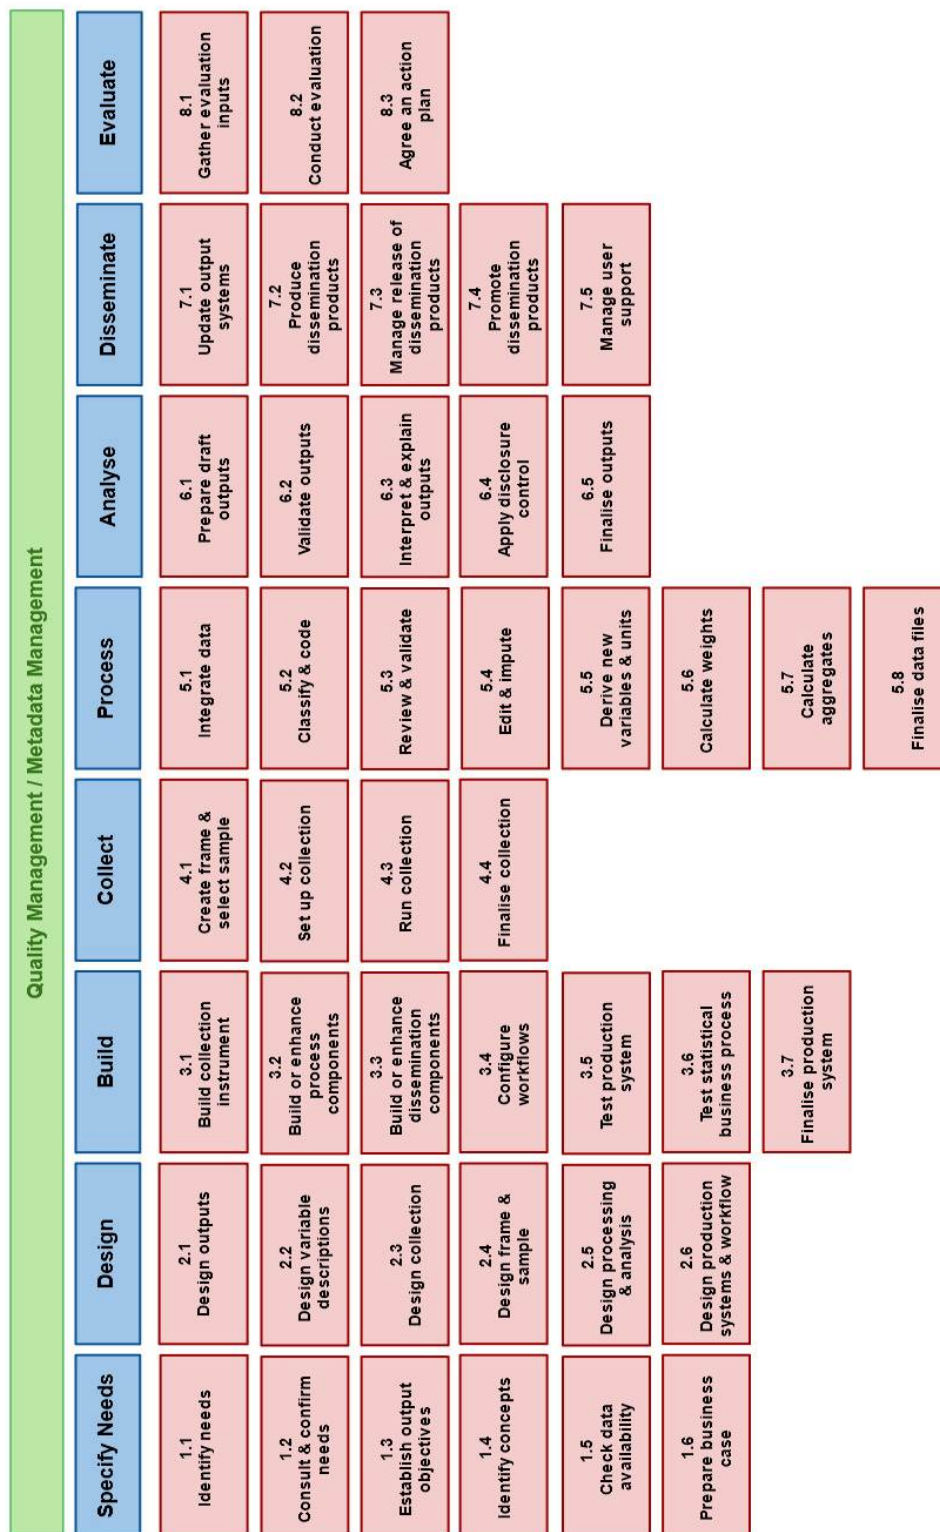 Quality Management / Metadata Management
Specify Needs
Design
Build
Collect
Process
Analyse
Disseminate
Evaluate
1.1
Identify needs
1.2
Consult & confirm
needs
1.3
Establish output
objectives
1.4
Identify concepts
1.5
Check data
availability
1.6
Prepare business
case
2.1
Design outputs
2.2
Design variable
descriptions
2.3
Design collection
2.4
Design frame &
sample
2.5
Design processing
& analysis
2.6
Design production
systems & workflow
3.1
Build collection
instrument
3.2
Build or enhance
process
components
3.3
Build or enhance
dissemination
components
3.4
Configure
workflows
3.5
Test production
system
3.6
Test statistical
business process
3.7
Finalise production
system
4.1
Create frame &
select sample
4.2
Set up collection
4.3
Run collection
4.4
Finalise collection
5.1
Integrate data
5.2
Classify & code
5.3
Review & validate
5.4
Edit & impute
5.5
Derive new
variables & units
5.6
Calculate weights
5.7
Calculate
aggregates
5.8
Finalise data files
6.1
Prepare draft
outputs
6.2
Validate outputs
6.3
Interpret & explain
outputs
6.4
Apply disclosure
control
6.5
Finalise outputs
7.1
Update output
systems
7.2
Produce
dissemination
products
7.3
Manage release of
dissemination
products
7.4
Promote
dissemination
products
7.5
Manage user
support
8.1
Gather evaluation
inputs
8.2
Conduct evaluation
8.3
Agree an action
plan